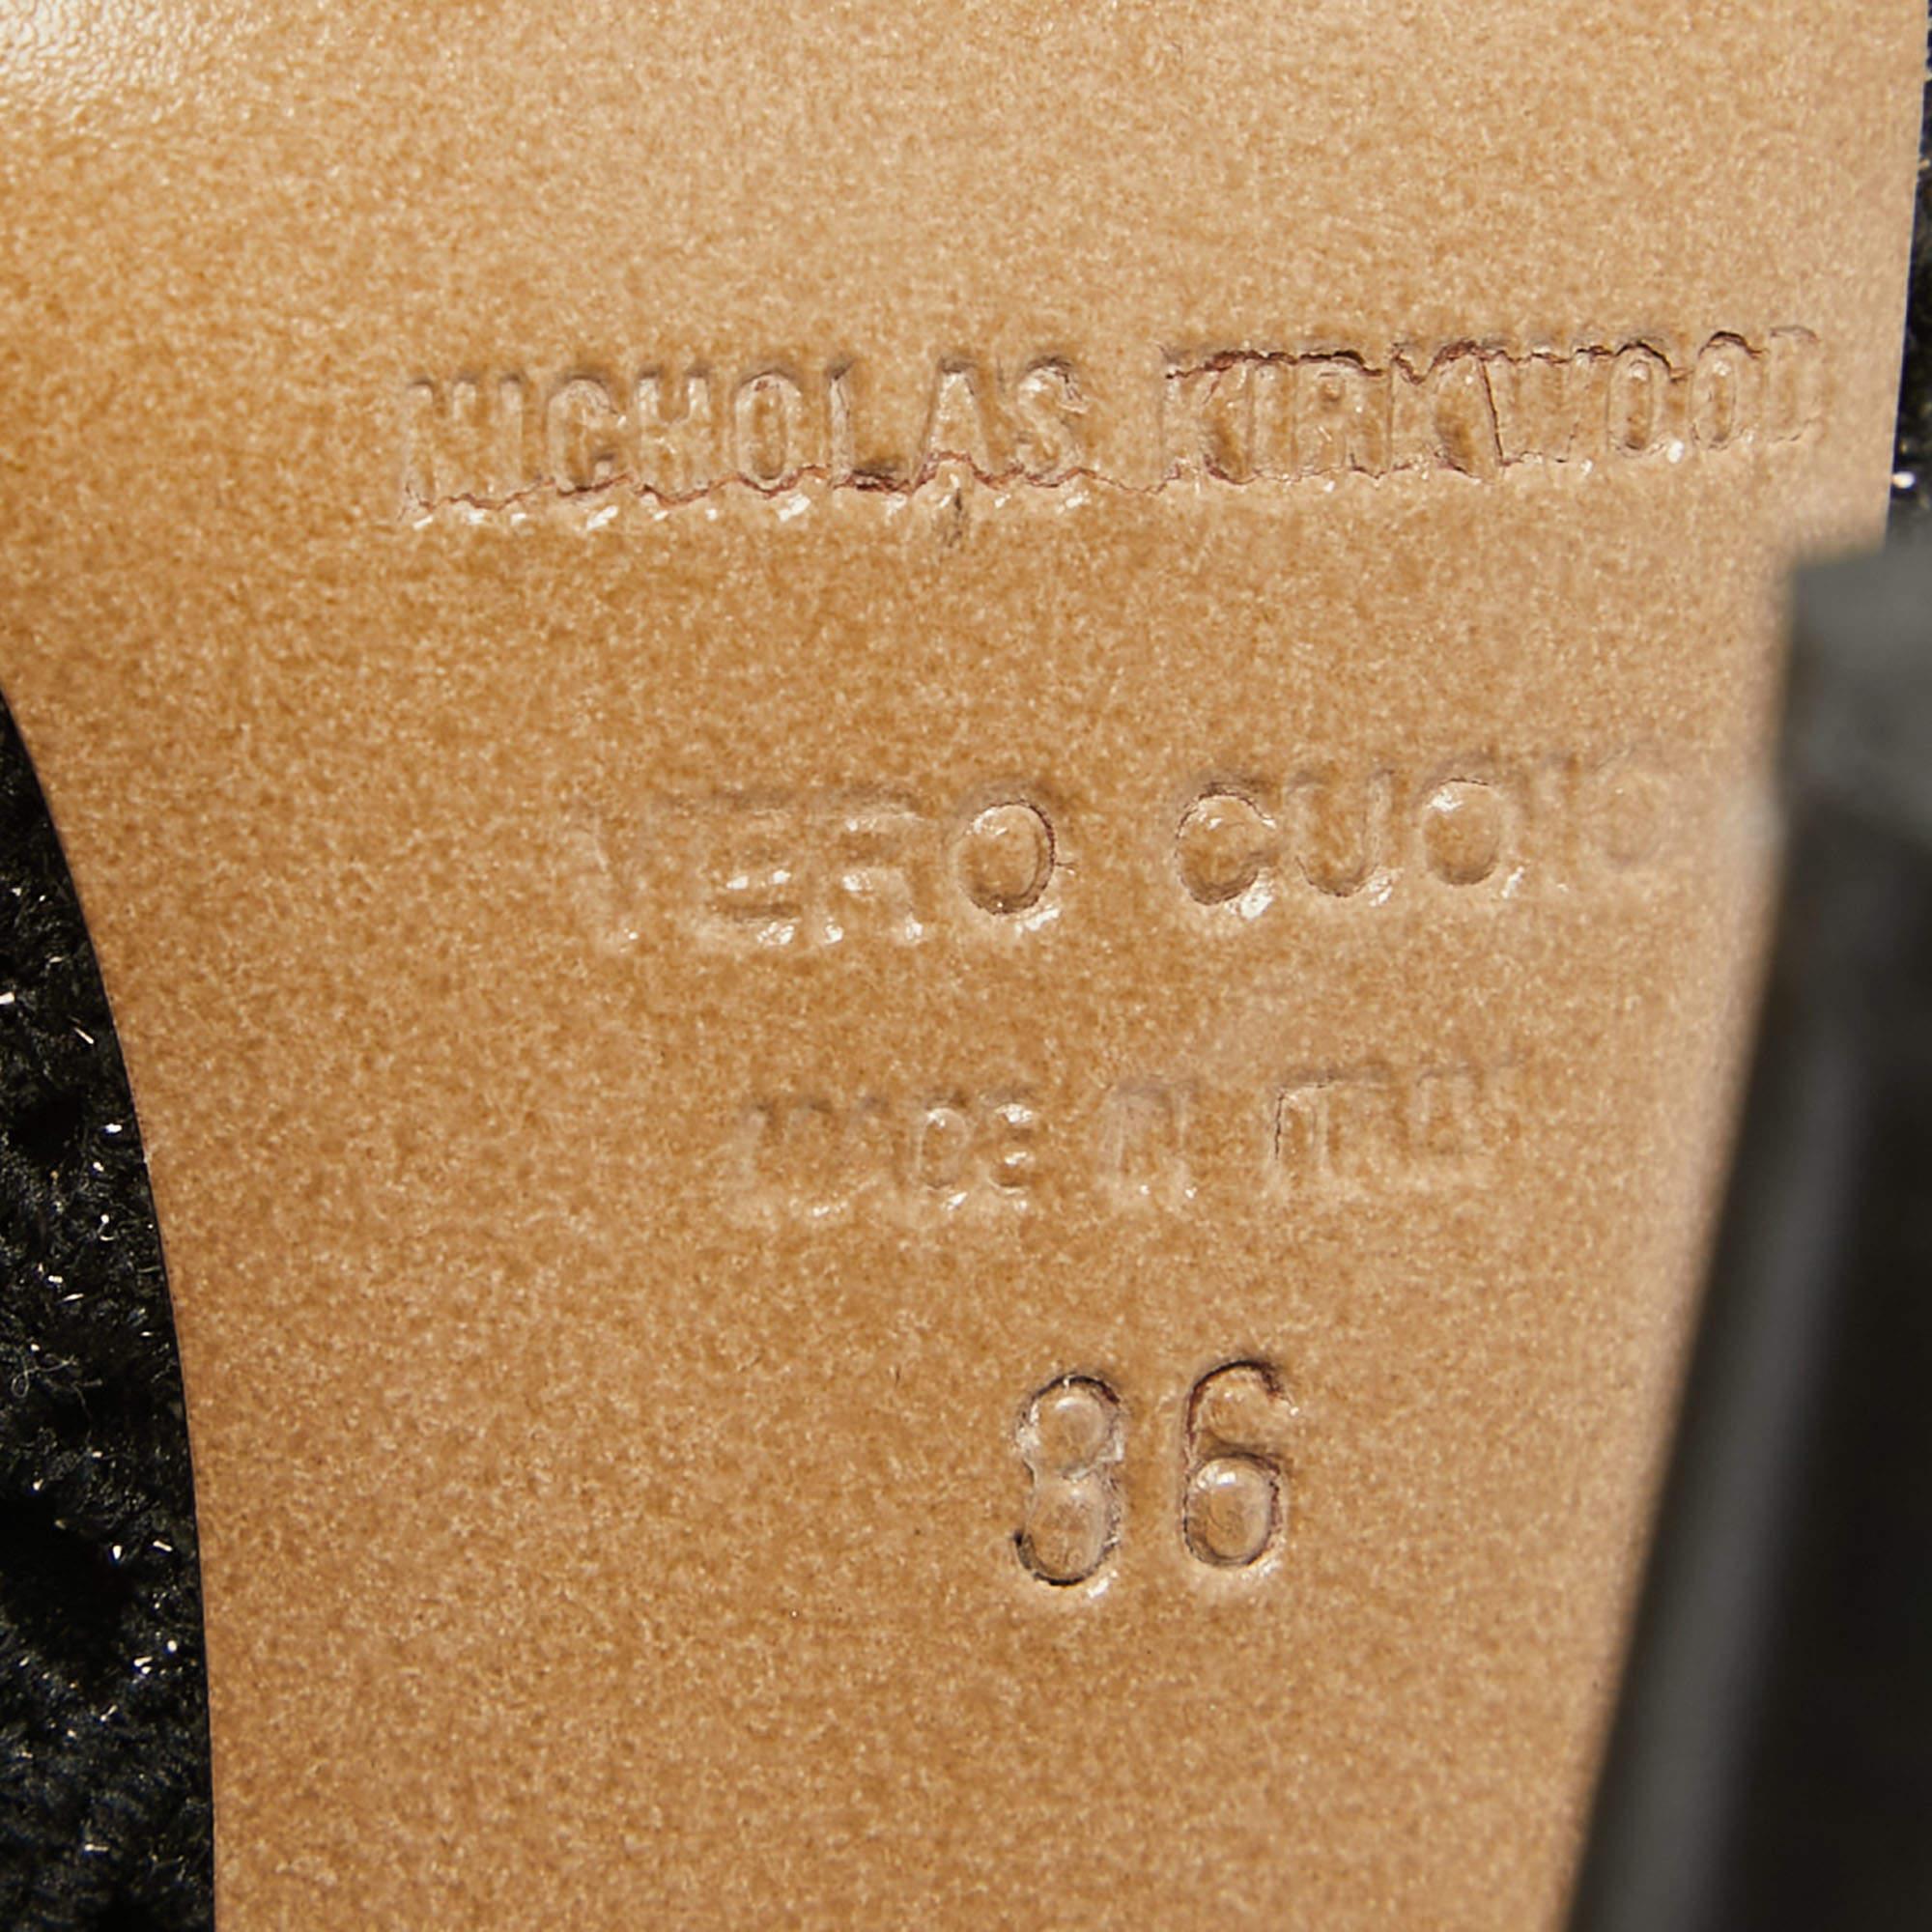 NICHOLAS KIRKWOOD
VERO CUOIO
MADE IN ITALY
36